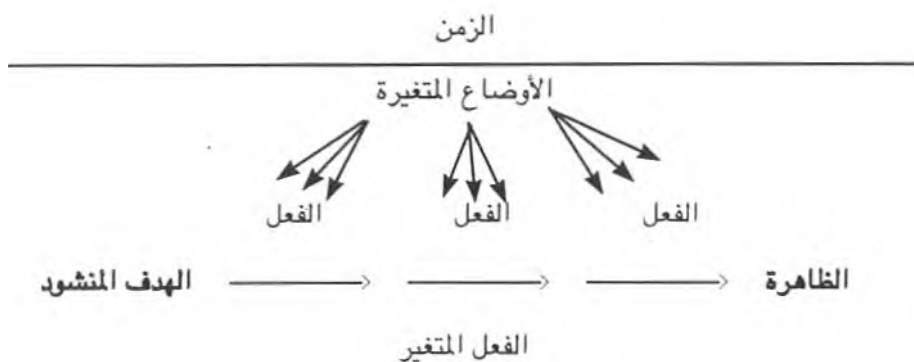 الزمن
الأوضاع المتغيرة
الفعل الفعل الفعل
الظاهرة الهدف المنشود
الفعل المتغير